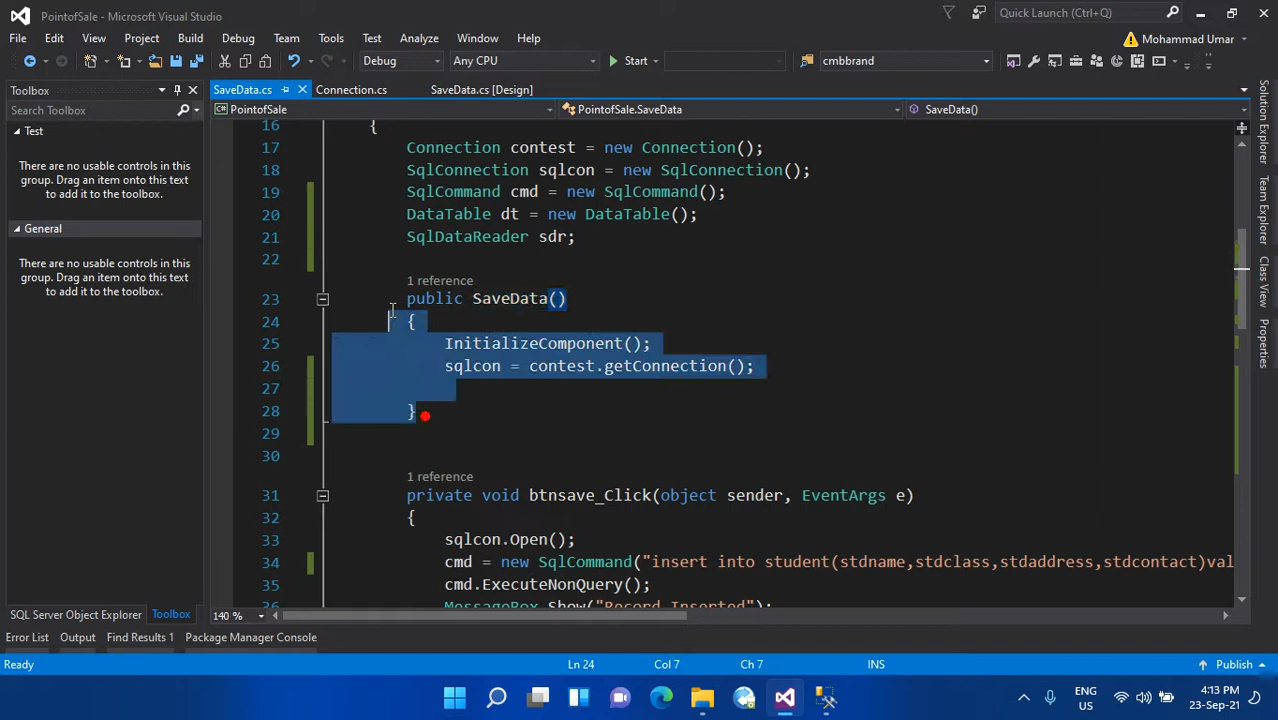 PointofSale - Microsoft Visual Studio
Quick Launch (Ctrl+Q)
File Edit View Project Build Debug Team Tools Test Analyze Window Help
Mohammad Umar
Debug Any CPU Start cmbbrand
Toolbox
SaveData.cs Connection.cs SaveData.cs [Design]
Search Toolbox
PointofSale PointofSale.SaveData SaveData()
Test
There are no usable controls in this group. Drag an item onto this text to add it to the toolbox.
General
There are no usable controls in this group. Drag an item onto this text to add it to the toolbox.
16 {
17 Connection contest = new Connection();
18 SqlConnection sqlcon = new SqlConnection();
19 SqlCommand cmd = new SqlCommand();
20 DataTable dt = new DataTable();
21 SqlDataReader sdr;
22
1 reference
23 public SaveData()
24 {
25 InitializeComponent();
26 sqlcon = contest.getConnection();
27
28 }
29
30
1 reference
31 private void btnsave_Click(object sender, EventArgs e)
32 {
33 sqlcon.Open();
34 cmd = new SqlCommand("insert into student(stdname,stdclass,stdaddress,stdcontact)val
35 cmd.ExecuteNonQuery();
36 MessageBox.Show("Record Inserted");
Solution Explorer
Team Explorer
Class View
Properties
SQL Server Object Explorer Toolbox
140 %
Error List Output Find Results 1 Package Manager Console
Ready Ln 24 Col 7 Ch 7 INS Publish
ENG
US
4:13 PM
23-Sep-21